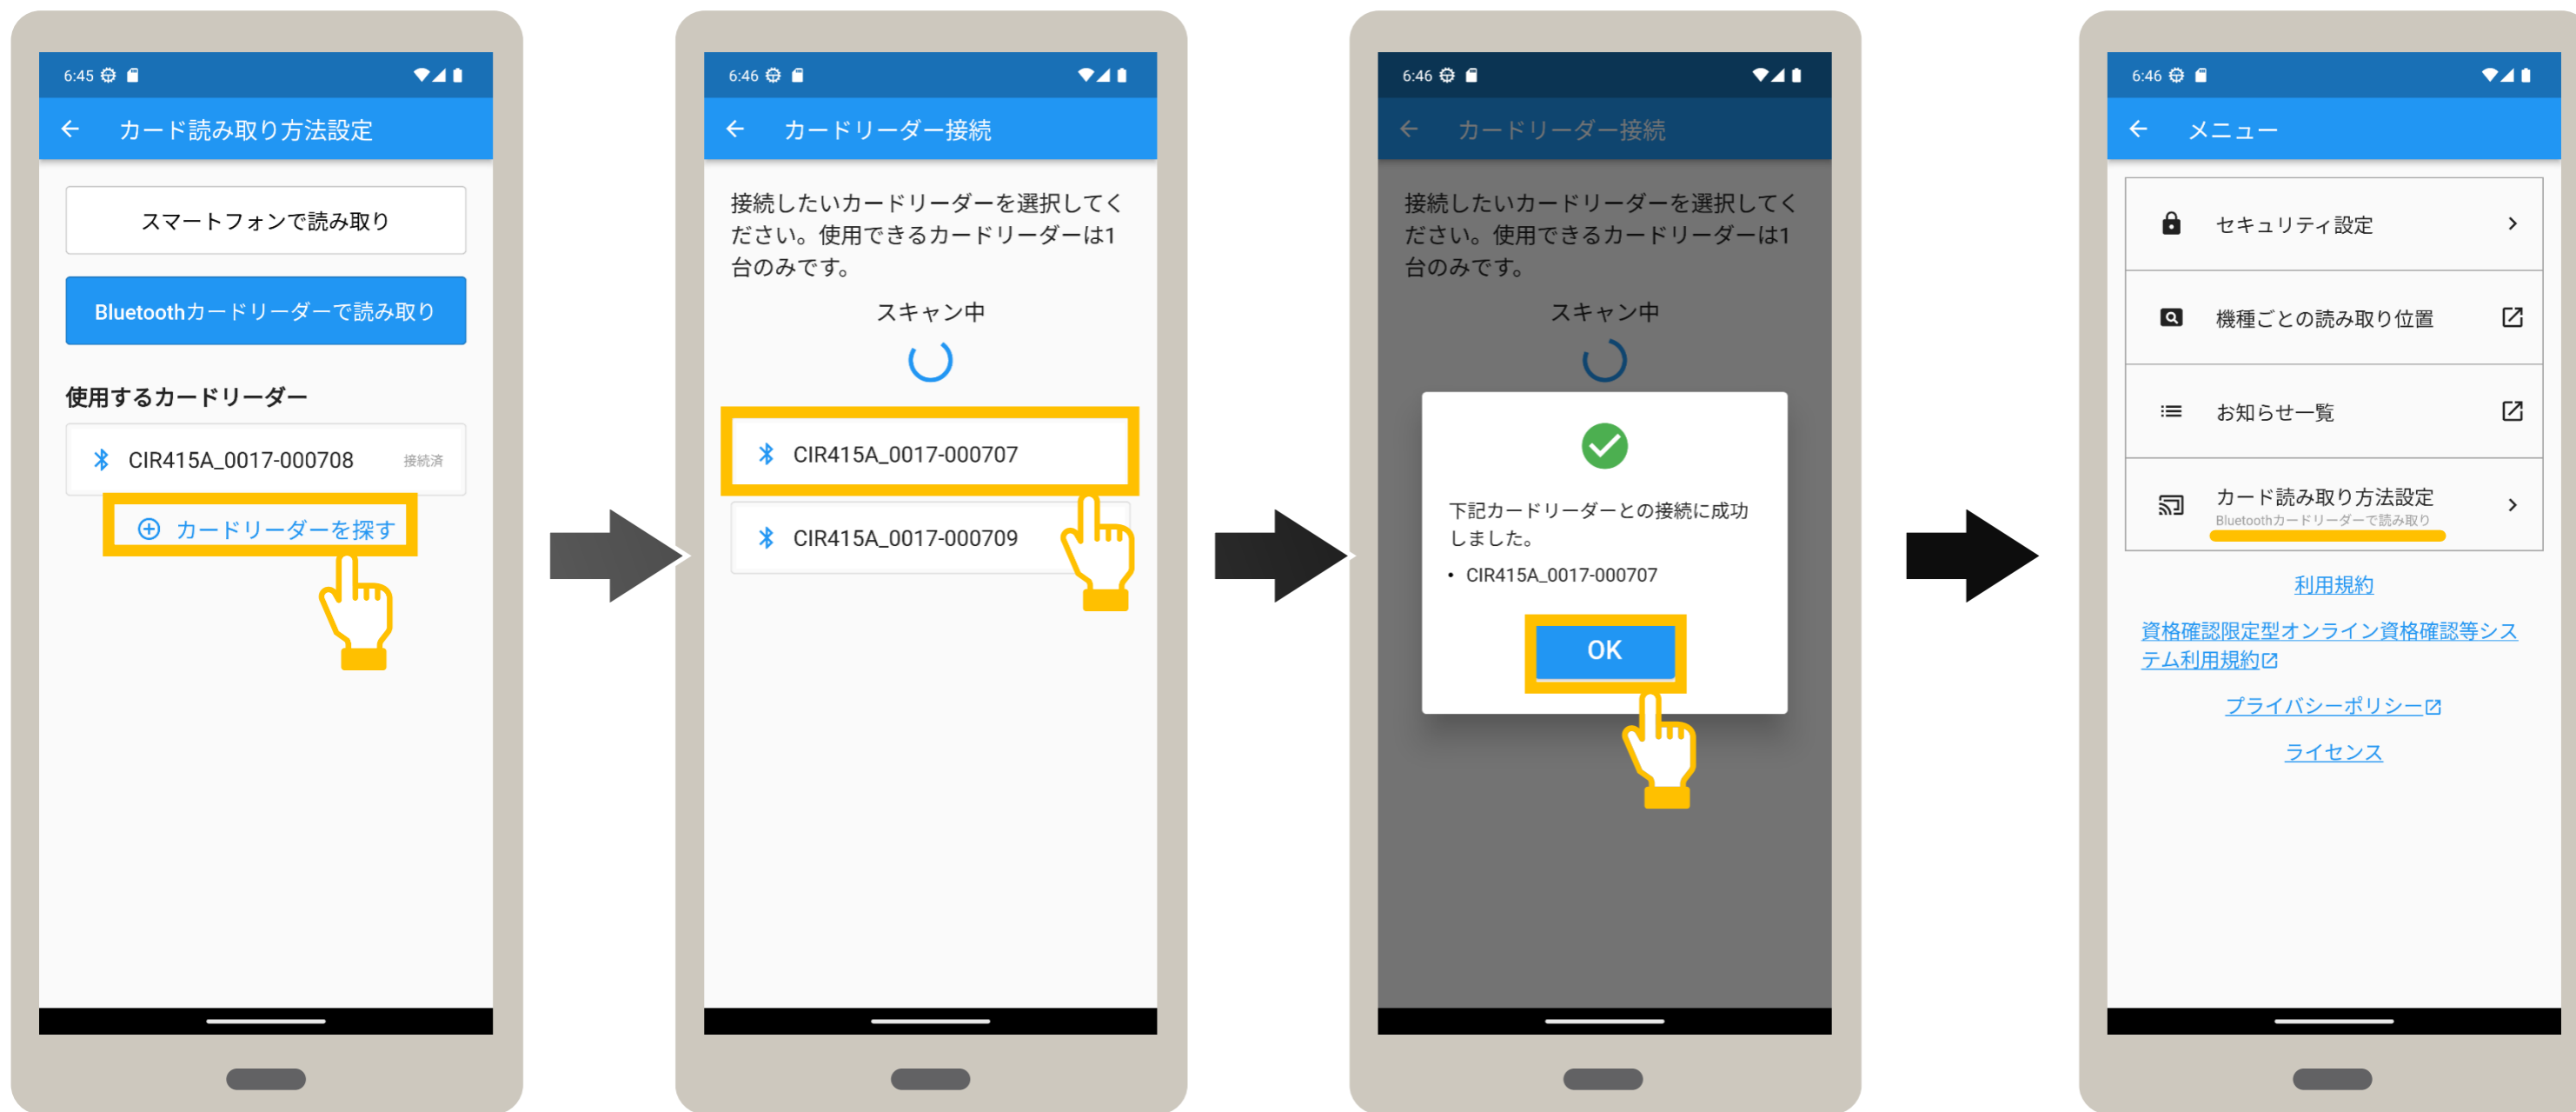 6:45
カード読み取り方法設定
スマートフォンで読み取り
Bluetoothカードリーダーで読み取り
使用するカードリーダー
CIR415A_0017-000708 接続済
カードリーダーを探す
6:46
カードリーダー接続
接続したいカードリーダーを選択してく
ださい。使用できるカードリーダーは1
台のみです。
スキャン中
CIR415A_0017-000707
CIR415A_0017-000709
6:46
カードリーダー接続
接続したいカードリーダーを選択してく
ださい。使用できるカードリーダーは1
台のみです。
スキャン中
下記カードリーダーとの接続に成功
しました。
• CIR415A_0017-000707
OK
6:46
メニュー
セキュリティ設定
機種ごとの読み取り位置
お知らせ一覧
カード読み取り方法設定
Bluetoothカードリーダーで読み取り
利用規約
資格確認限定型オンライン資格確認等シス
テム利用規約
プライバシーポリシー
ライセンス